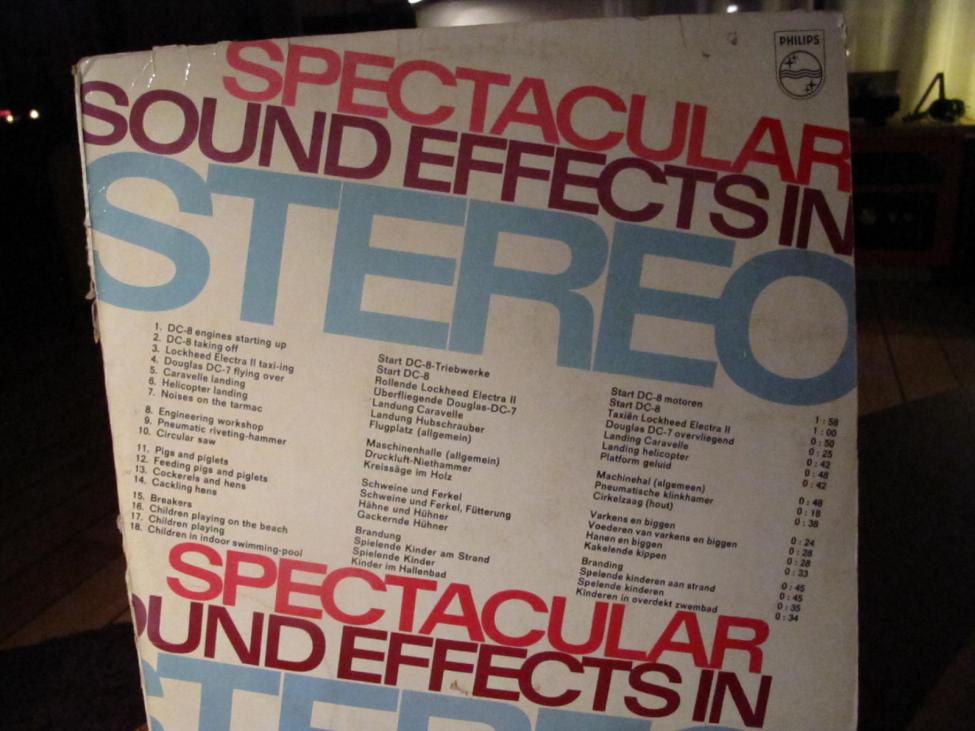 PHILIPS
SPECTACULAR
SOUND EFFECTS IN
STEREO
1. DC-8 engines starting up
2. DC-8 taking off
3. Lockheed Electra II taxi-ing
4. Douglas DC-7 flying over
5. Caravelle landing
6. Helicopter landing
7. Noises on the tarmac
8. Engineering workshop
9. Pneumatic riveting-hammer
10. Circular saw
11. Pigs and piglets
12. Feeding pigs and piglets
13. Cockerels and hens
14. Cackling hens
15. Breakers
16. Children playing on the beach
17. Children playing
18. Children in indoor swimming-pool
Start DC-8-Triebwerke
Start DC-8
Rollende Lockheed Electra II
Uberfliegende Douglas-DC-7
Landung Caravelle
Landung Hubschrauber
Flugplatz (allgemein)
Maschinenhalle (allgemein)
Druckluft-Niethammer
Kreissäge im Holz
Schweine und Ferkel
Schweine und Ferkel, Fütterung
Hähne und Hühner
Gackernde Hühner
Brandung
Spielende Kinder am Strand
Spielende Kinder
Kinder im Hallenbad
Start DC-8 motoren
Start DC-8
Taxiën Lockheed Electra II
Douglas DC-7 overvliegend
Landing Caravelle
Landing helicopter
Platform geluid
Machinehal (algemeen)
Pneumatische klinkhamer
Cirkelzaag (hout)
Varkens en biggen
Voederen van varkens en biggen
Hanen en biggen
Kakelende kippen
Branding
Spelende kinderen aan strand
Spelende kinderen
Kinderen in overdekt zwembad
1:58
1:00
0:50
0:25
0:42
0:48
0:42
0:48
0:18
0:38
0:24
0:28
0:28
0:33
0:45
0:45
0:35
0:34
SPECTACULAR
OUND EFFECTS IN
STEREO